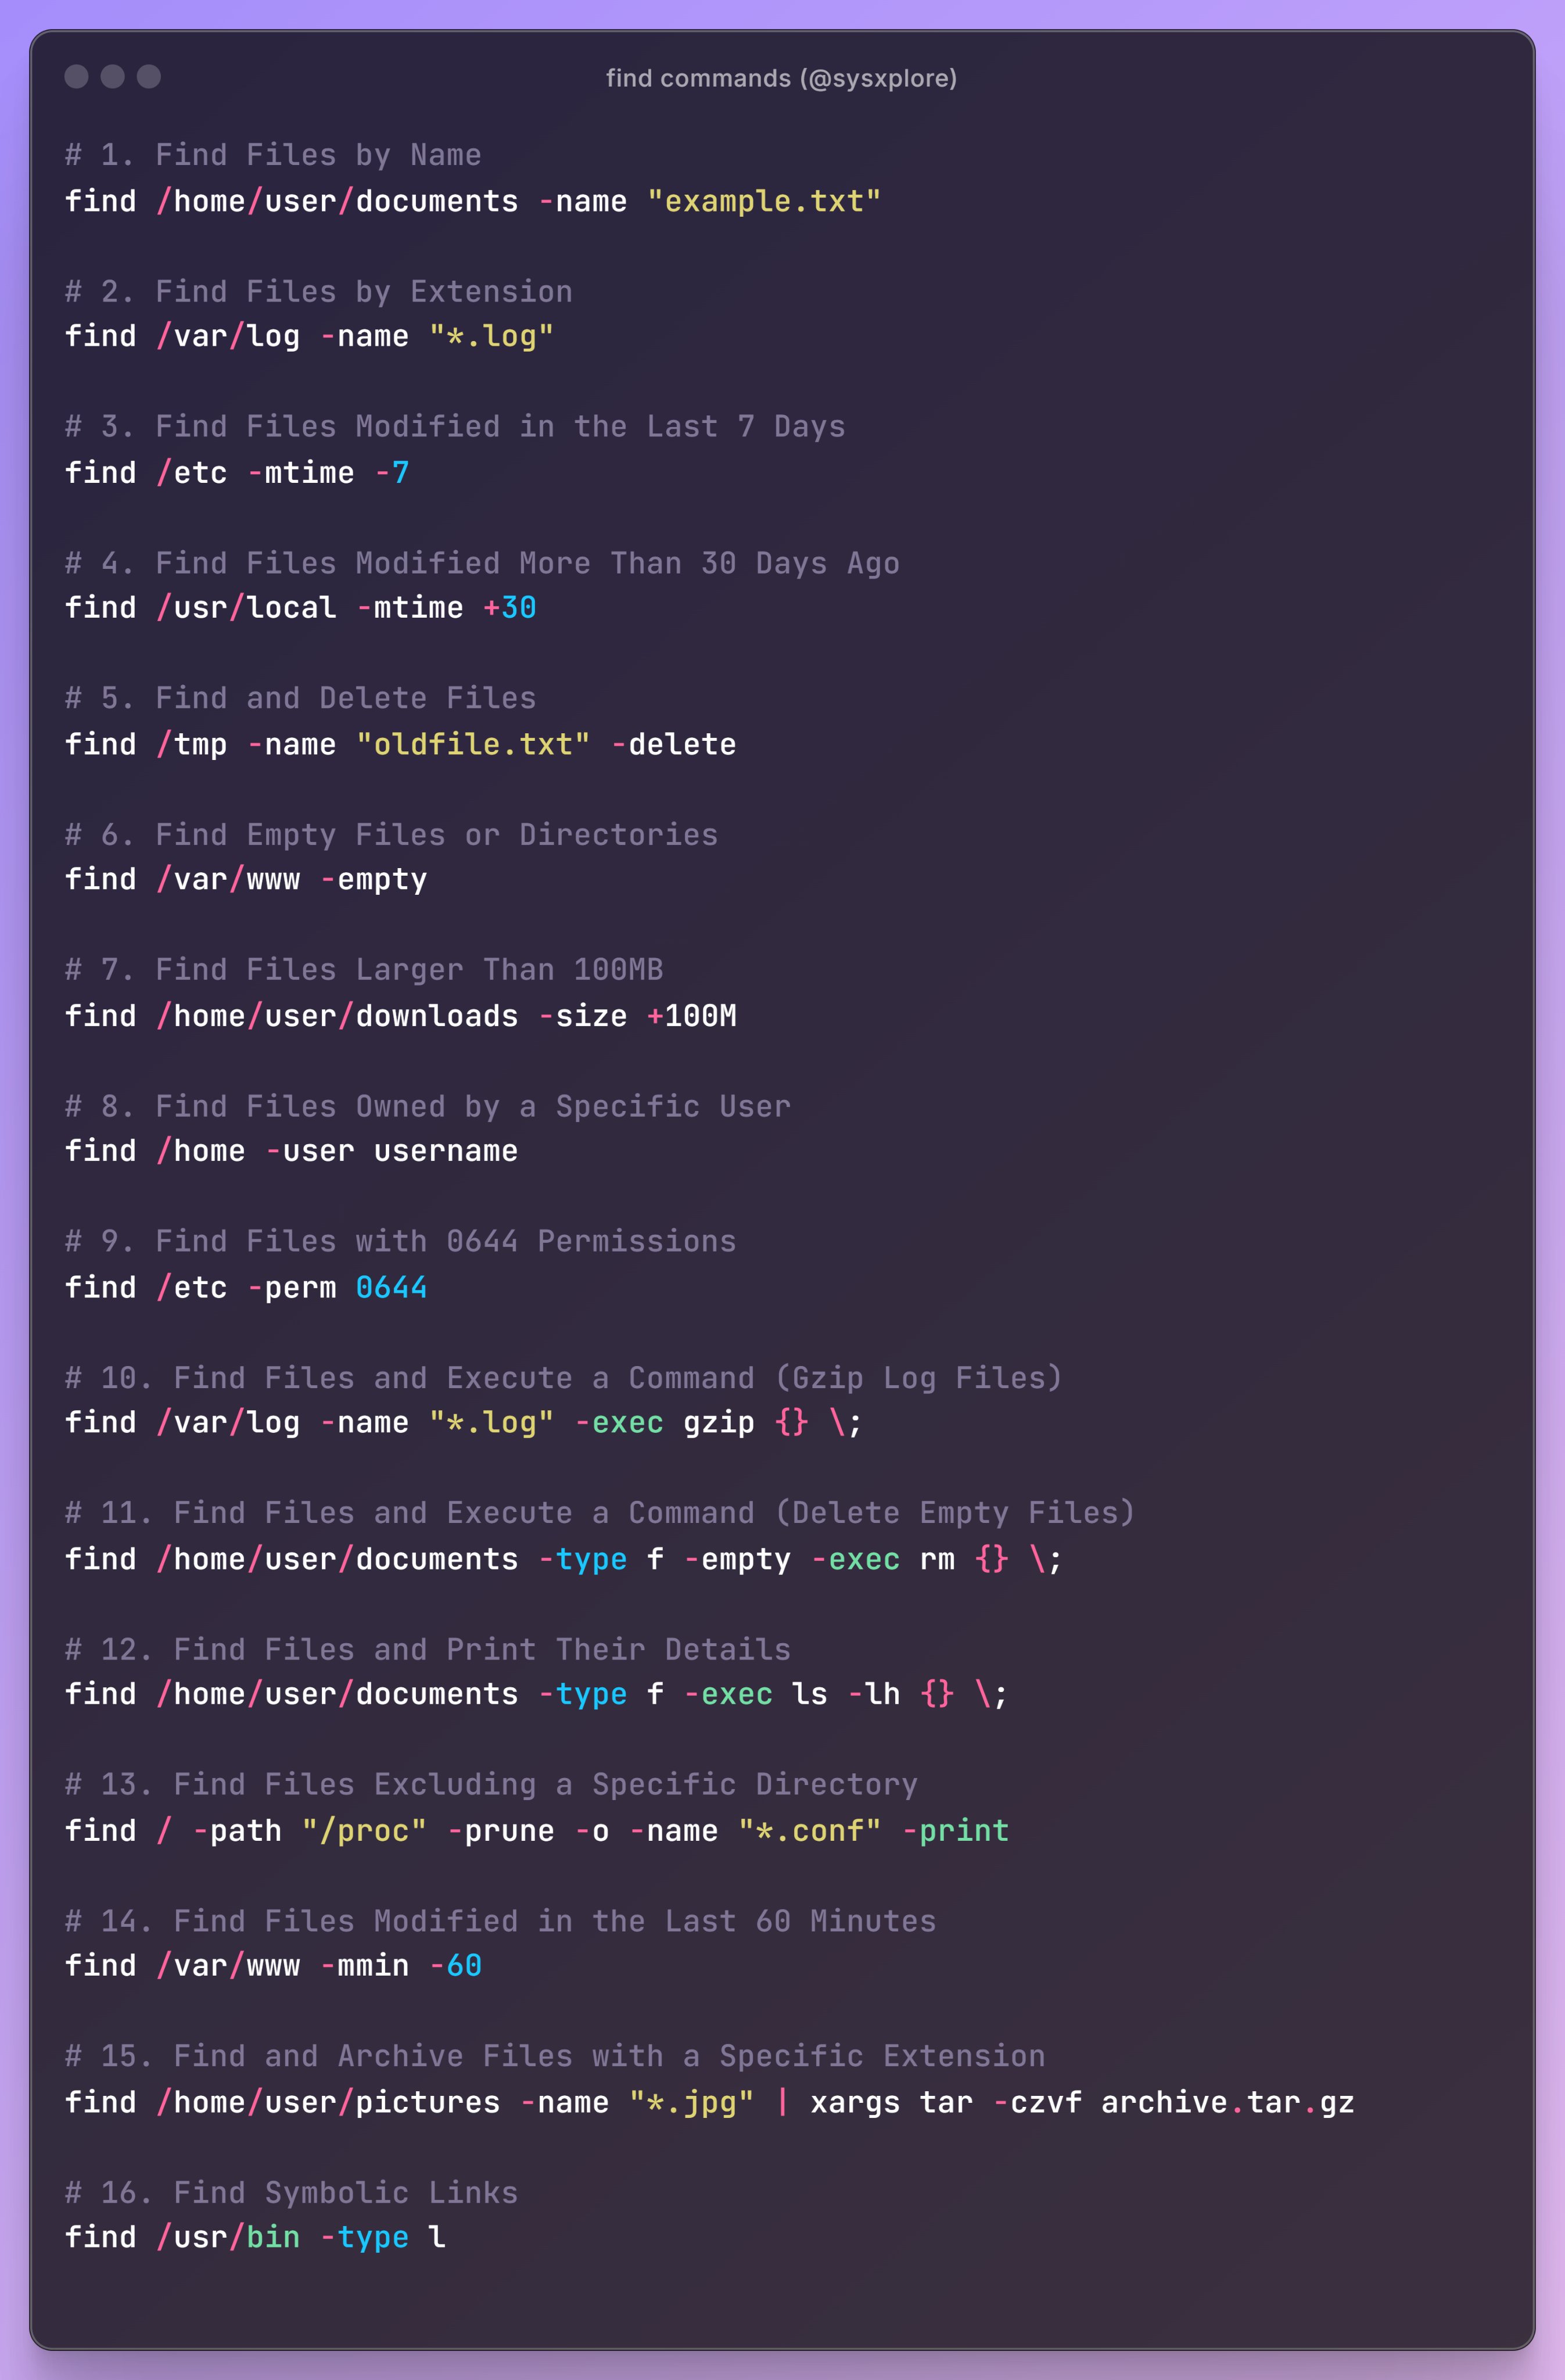 find commands (@sysxplore)
# 1. Find Files by Name
find /home/user/documents -name "example.txt"
# 2. Find Files by Extension
find /var/log -name "*.log"
# 3. Find Files Modified in the Last 7 Days
find /etc -mtime -7
# 4. Find Files Modified More Than 30 Days Ago
find /usr/local -mtime +30
# 5. Find and Delete Files
find /tmp -name "oldfile.txt" -delete
# 6. Find Empty Files or Directories
find /var/www -empty
# 7. Find Files Larger Than 100MB
find /home/user/downloads -size +100M
# 8. Find Files Owned by a Specific User
find /home -user username
# 9. Find Files with 0644 Permissions
find /etc -perm 0644
# 10. Find Files and Execute a Command (Gzip Log Files)
find /var/log -name "*.log" -exec gzip {} \;
# 11. Find Files and Execute a Command (Delete Empty Files)
find /home/user/documents -type f -empty -exec rm {} \;
# 12. Find Files and Print Their Details
find /home/user/documents -type f -exec ls -lh {} \;
# 13. Find Files Excluding a Specific Directory
find / -path "/proc" -prune -o -name "*.conf" -print
# 14. Find Files Modified in the Last 60 Minutes
find /var/www -mmin -60
# 15. Find and Archive Files with a Specific Extension
find /home/user/pictures -name "*.jpg" | xargs tar -czvf archive.tar.gz
# 16. Find Symbolic Links
find /usr/bin -type l